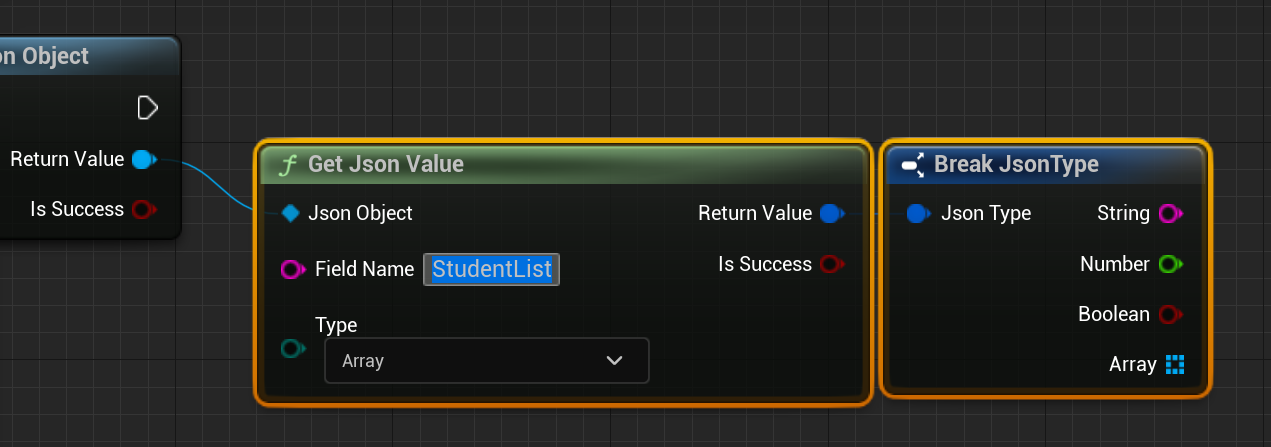 on Object
Return Value
Is Success
Get Json Value
Json Object
Return Value
Field Name StudentList
Is Success
Type
Array
Break JsonType
Json Type
String
Number
Boolean
Array